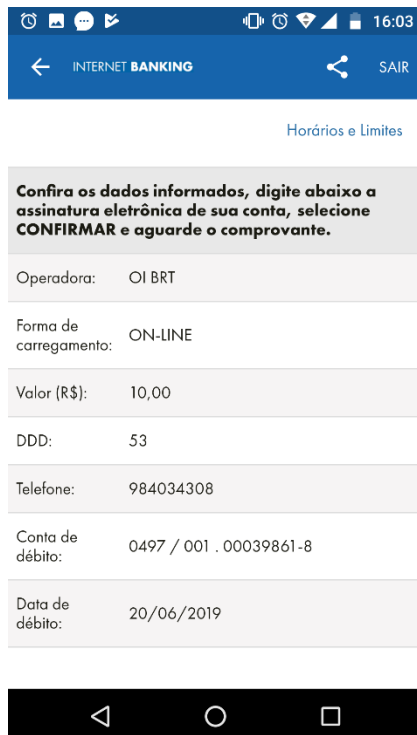 16:03
INTERNET BANKING SAIR
Horários e Limites
Confira os dados informados, digite abaixo a
assinatura eletrônica de sua conta, selecione
CONFIRMAR e aguarde o comprovante.
Operadora: OI BRT
Forma de
carregamento: ON-LINE
Valor (R$): 10,00
DDD: 53
Telefone: 984034308
Conta de
débito: 0497 / 001 . 00039861-8
Data de
débito: 20/06/2019